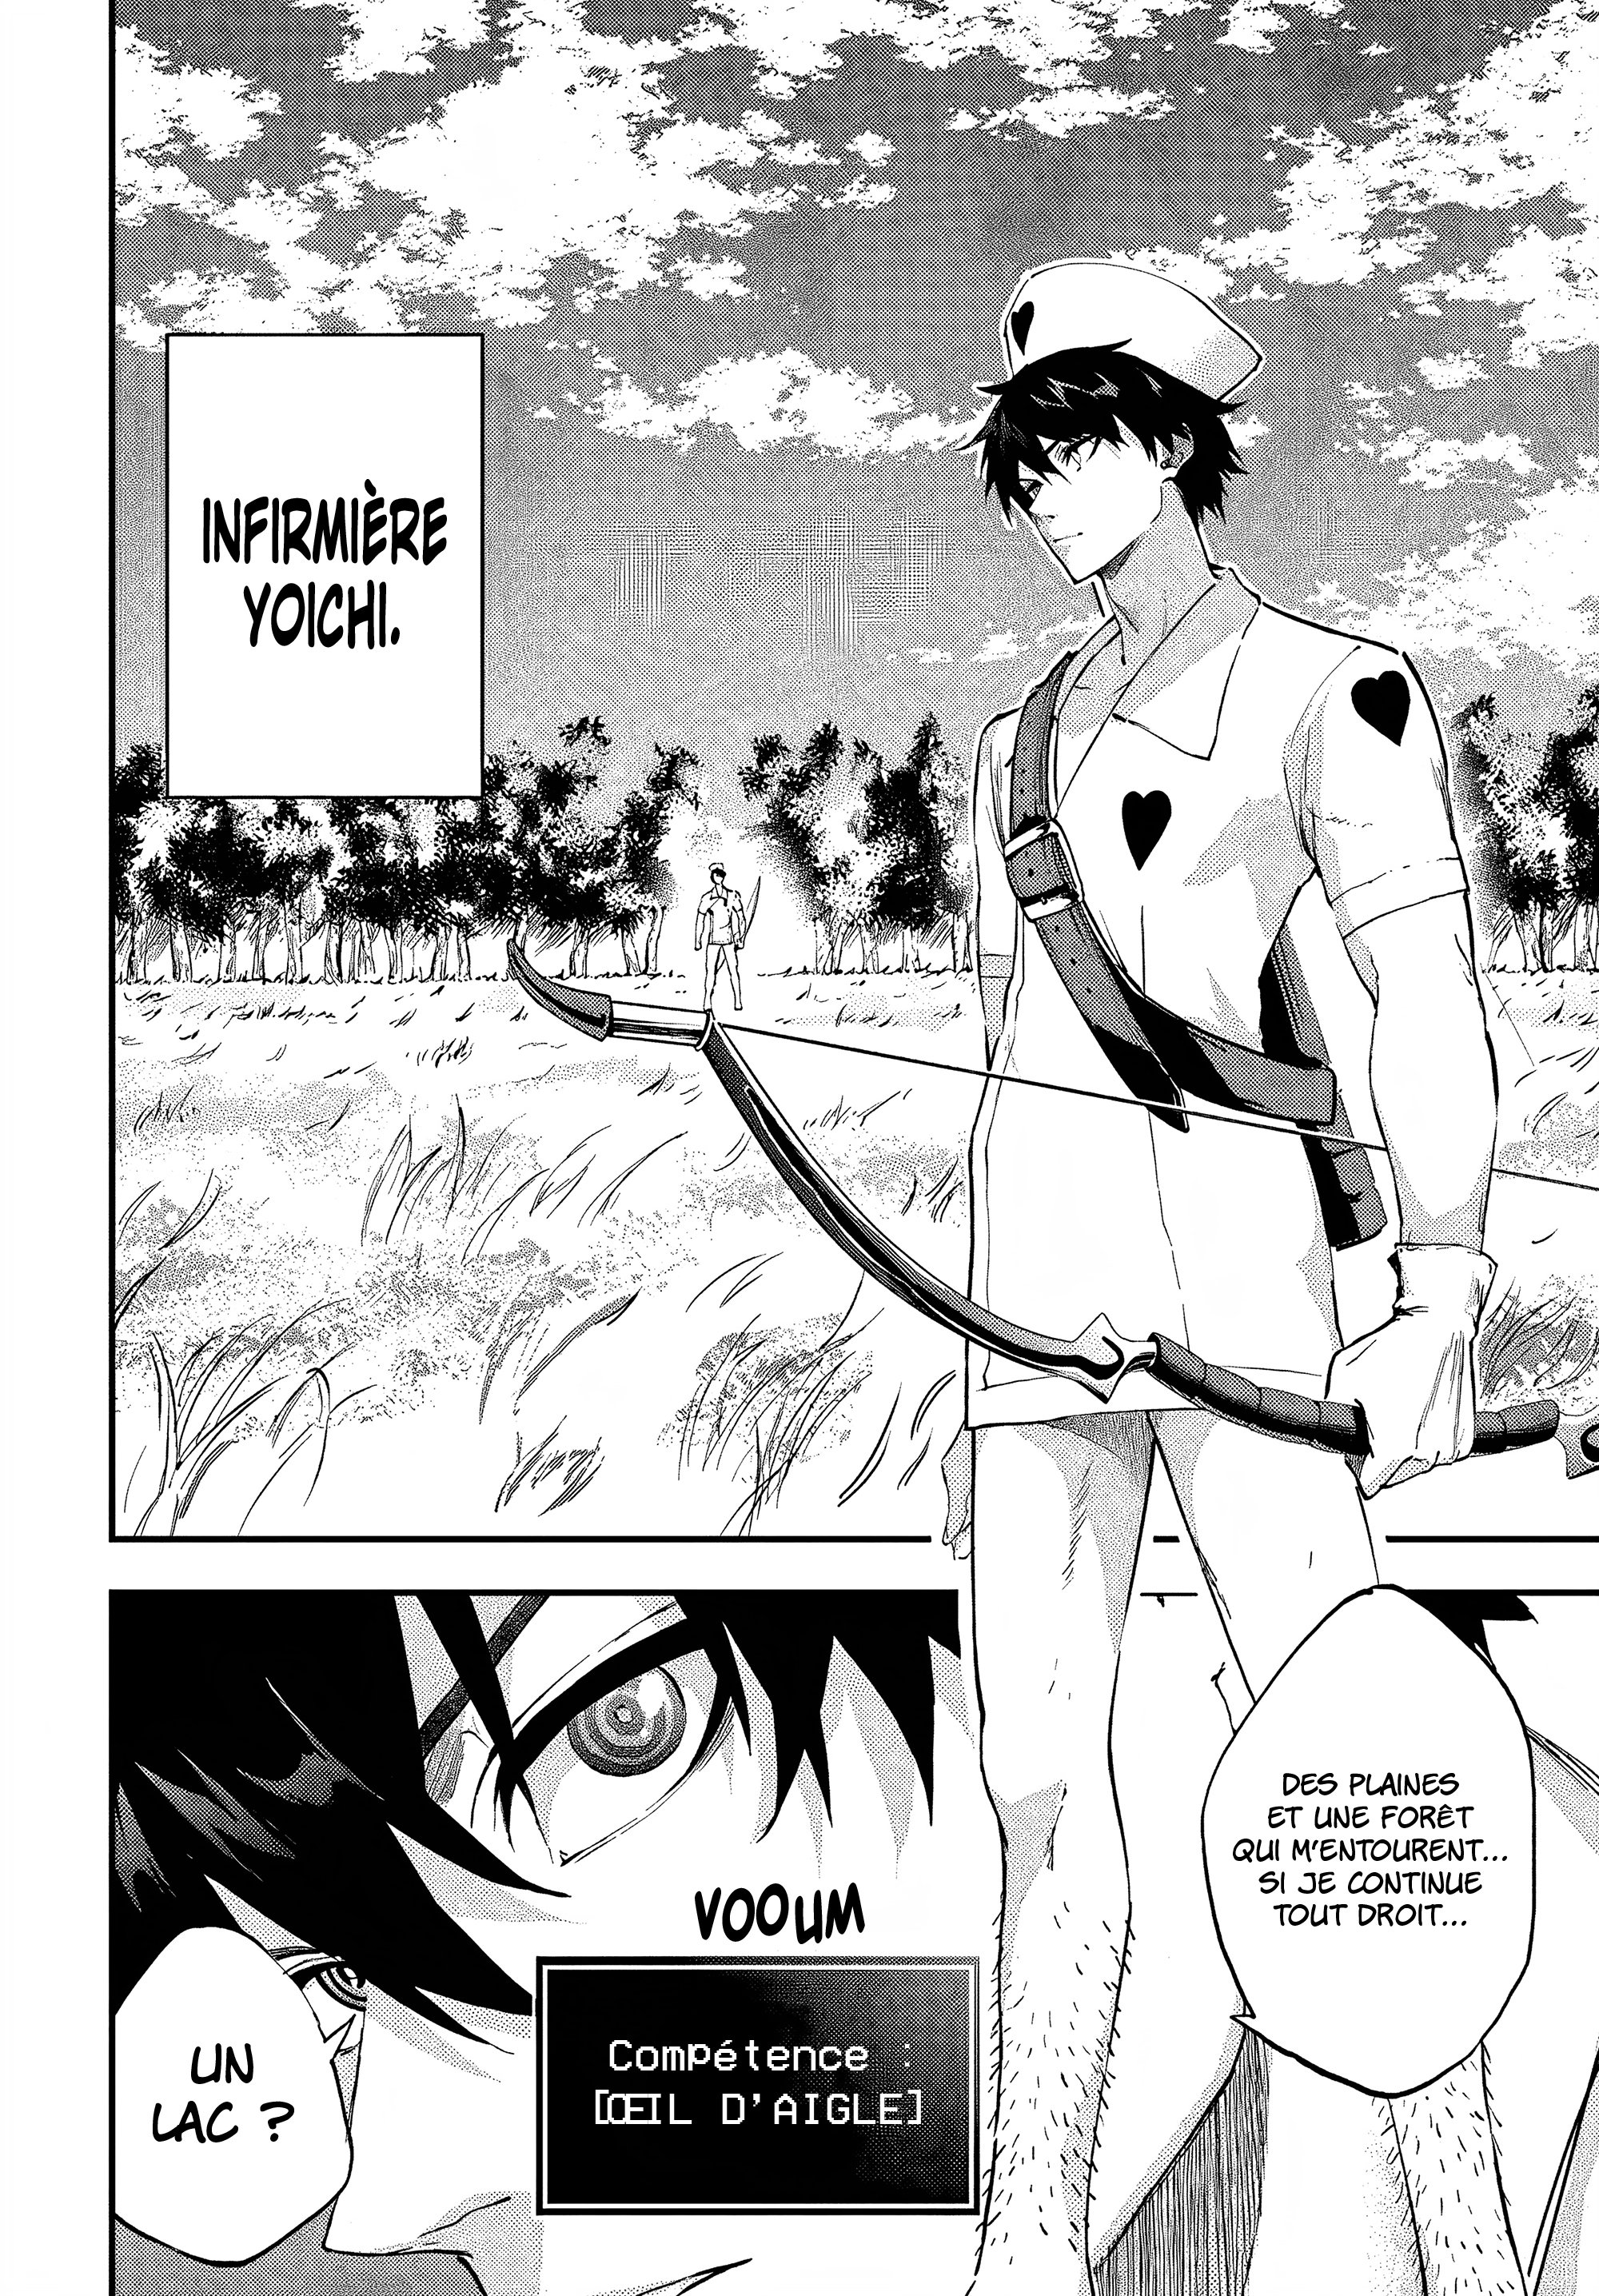 INFIRMIÈRE
YOICHI.
DES PLAINES
ET UNE FORÊT
QUI M'ENTOURENT...
SI JE CONTINUE
TOUT DROIT...
VOOUM
Compétence :
[ŒIL D'AIGLE]
UN
LAC ?